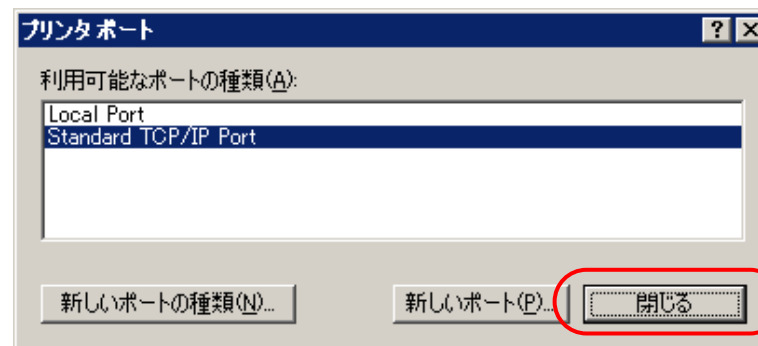 プリンタ ポート
利用可能なポートの種類(A):
Local Port
Standard TCP/IP Port
新しいポートの種類(N)... 新しいポート(P)... 閉じる